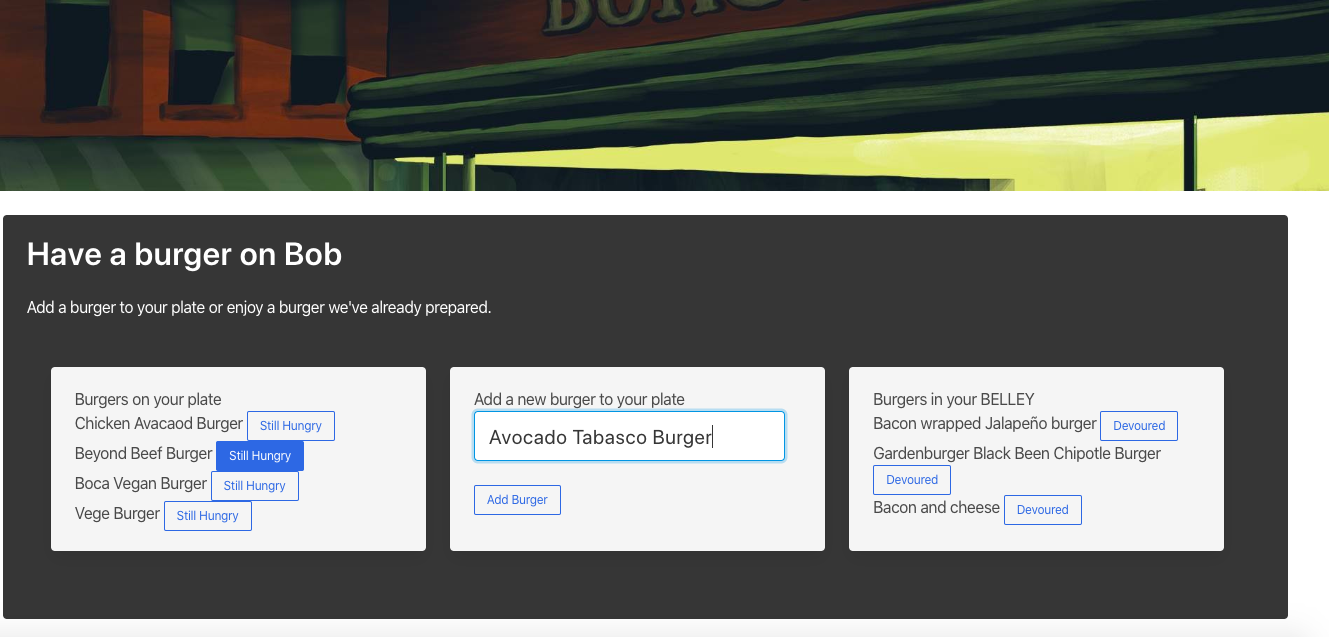 Have a burger on Bob
Add a burger to your plate or enjoy a burger we've already prepared.
Burgers on your plate
Chicken Avacaod Burger Still Hungry
Beyond Beef Burger Still Hungry
Boca Vegan Burger Still Hungry
Vege Burger Still Hungry
Add a new burger to your plate
Avocado Tabasco Burger
Add Burger
Burgers in your BELLEY
Bacon wrapped Jalapeño burger Devoured
Gardenburger Black Been Chipotle Burger
Devoured
Bacon and cheese Devoured